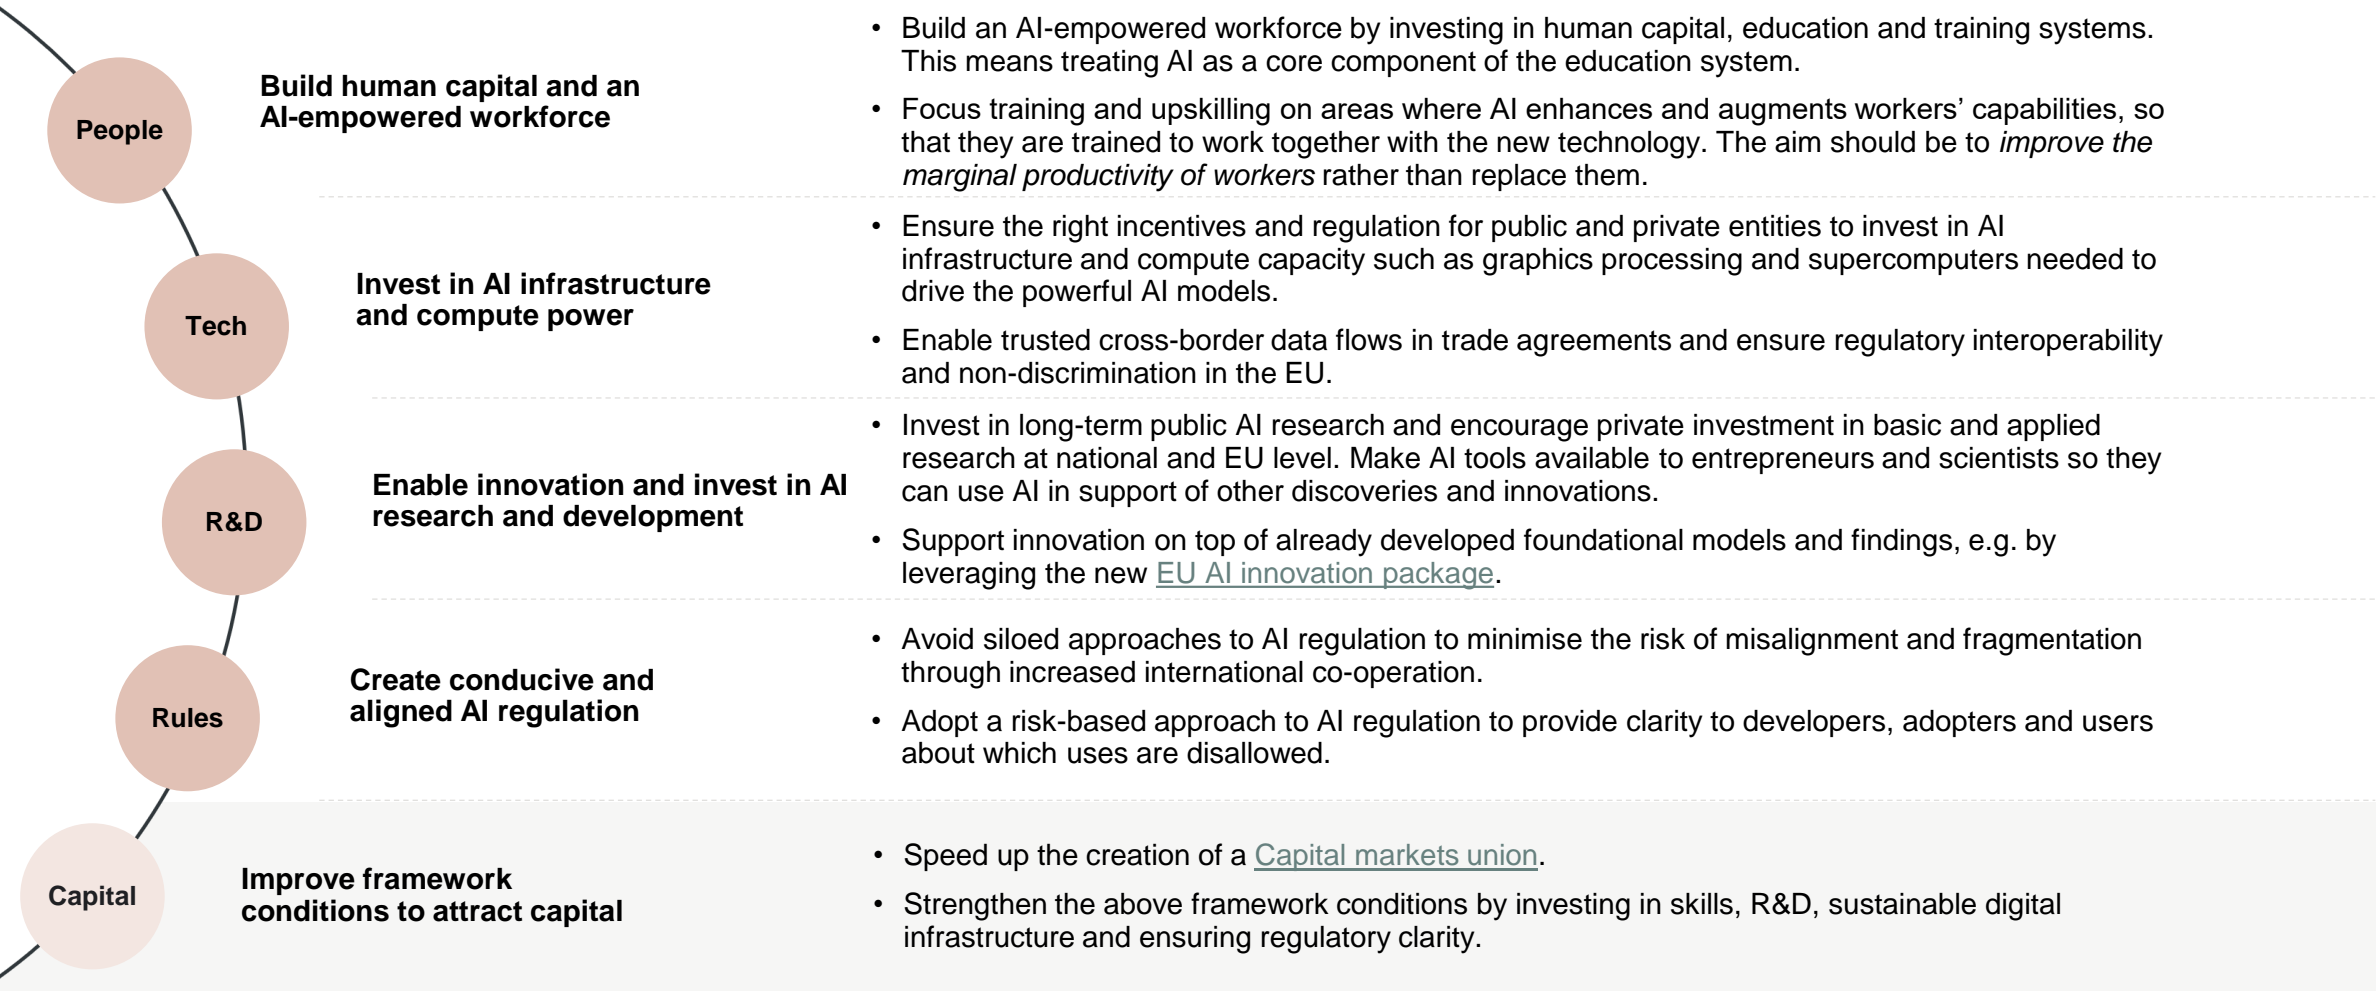 People
Build human capital and an
AI-empowered workforce
• Build an AI-empowered workforce by investing in human capital, education and training systems.
This means treating AI as a core component of the education system.
• Focus training and upskilling on areas where AI enhances and augments workers’ capabilities, so
that they are trained to work together with the new technology. The aim should be to improve the
marginal productivity of workers rather than replace them.
Tech
Invest in AI infrastructure
and compute power
• Ensure the right incentives and regulation for public and private entities to invest in AI
infrastructure and compute capacity such as graphics processing and supercomputers needed to
drive the powerful AI models.
• Enable trusted cross-border data flows in trade agreements and ensure regulatory interoperability
and non-discrimination in the EU.
R&D
Enable innovation and invest in AI
research and development
• Invest in long-term public AI research and encourage private investment in basic and applied
research at national and EU level. Make AI tools available to entrepreneurs and scientists so they
can use AI in support of other discoveries and innovations.
• Support innovation on top of already developed foundational models and findings, e.g. by
leveraging the new EU AI innovation package.
Rules
Create conducive and
aligned AI regulation
• Avoid siloed approaches to AI regulation to minimise the risk of misalignment and fragmentation
through increased international co-operation.
• Adopt a risk-based approach to AI regulation to provide clarity to developers, adopters and users
about which uses are disallowed.
Capital
Improve framework
conditions to attract capital
• Speed up the creation of a Capital markets union.
• Strengthen the above framework conditions by investing in skills, R&D, sustainable digital
infrastructure and ensuring regulatory clarity.